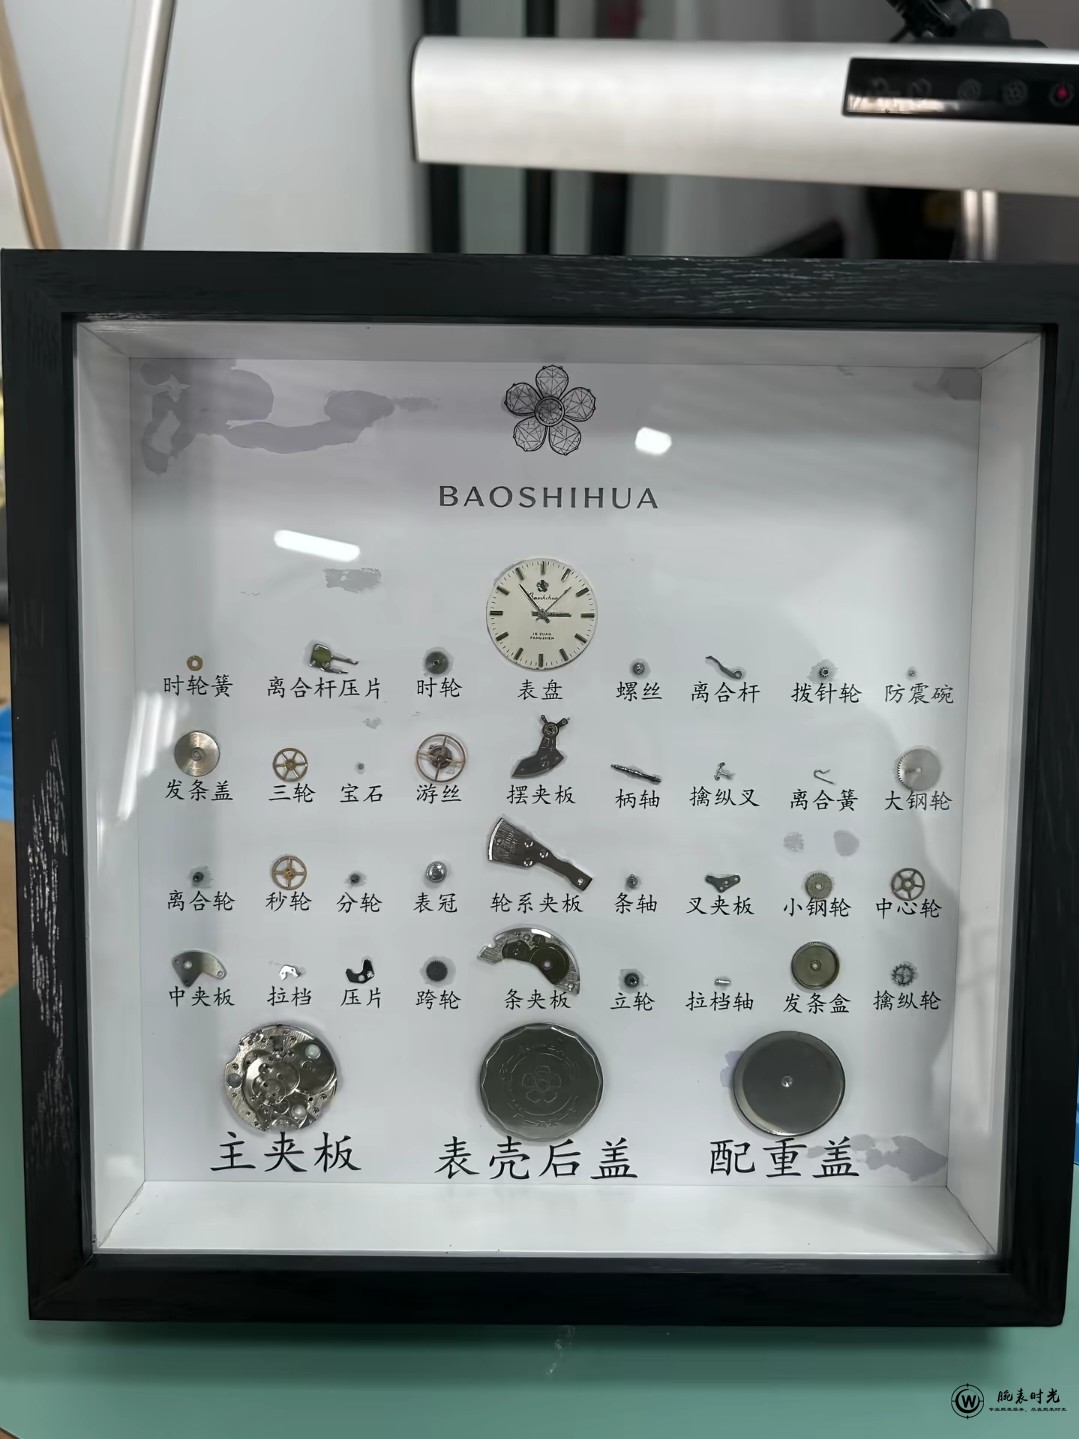 BAOSHIHUA
Baoshihua
时轮簧 离合杆压片 时轮 表盘 螺丝 离合杆 拨针轮 防震碗
发条盖 三轮 宝石 游丝 摆夹板 柄轴 擒纵叉 离合簧 大钢轮
离合轮 秒轮 分轮 表冠 轮系夹板 条轴 叉夹板 小钢轮 中心轮
中夹板 拉档 压片 跨轮 条夹板 立轮 拉档轴 发条盒 擒纵轮
主夹板 表壳后盖 配重盖
W 腕表时光